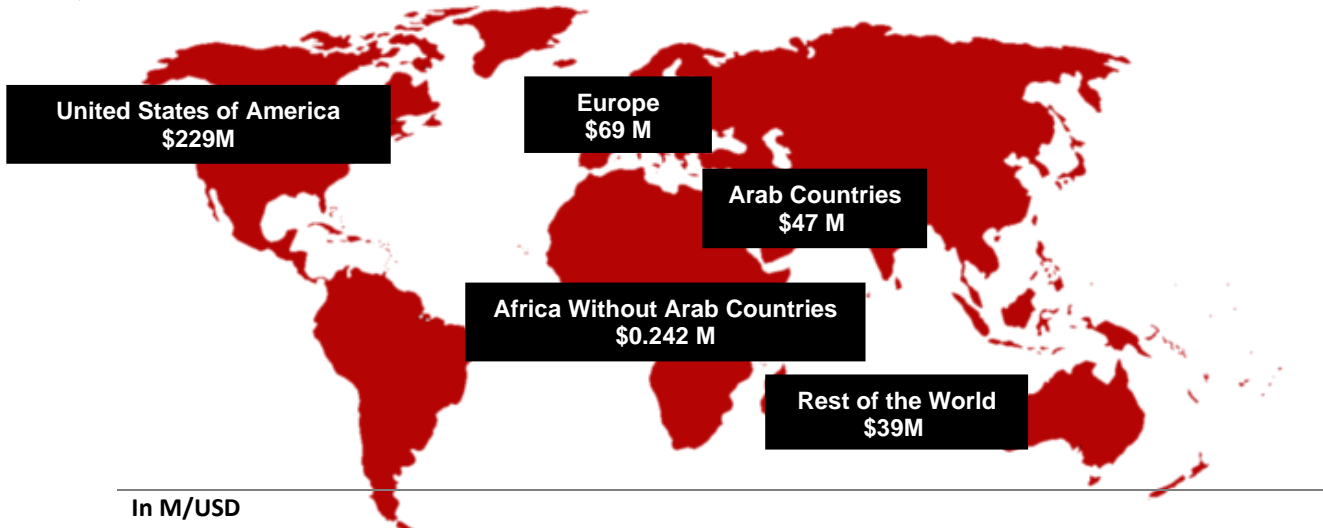 United States of America
$229M
Europe
$69 M
Arab Countries
$47 M
Africa Without Arab Countries
$0.242 M
Rest of the World
$39M
In M/USD